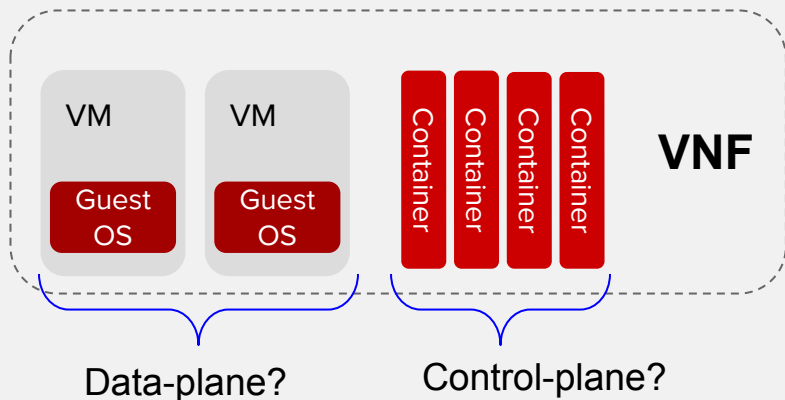 VM
Guest
OS
VM
Guest
OS
Container
Container
Container
Container
VNF
Data-plane?
Control-plane?